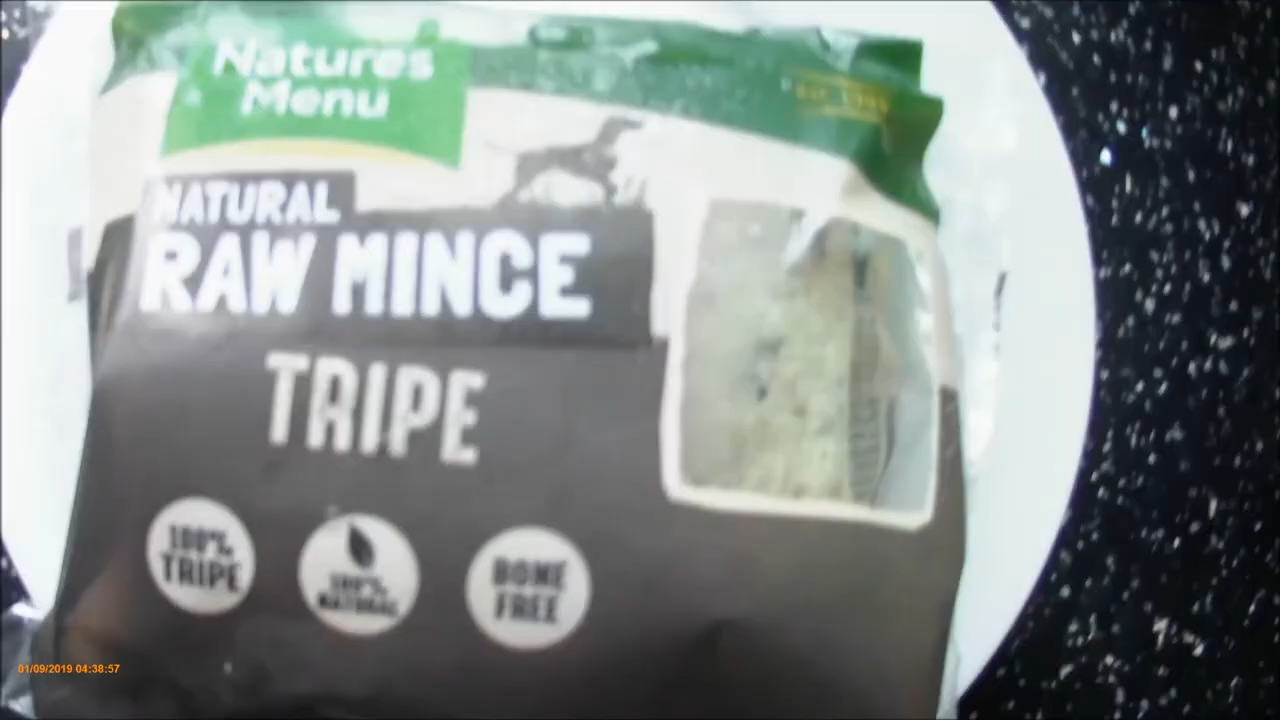 Natures
Menu
NATURAL
RAW MINCE
TRIPE
100%
TRIPE
100%
NATURAL
BONE
FREE
01/09/2019 04:38:57